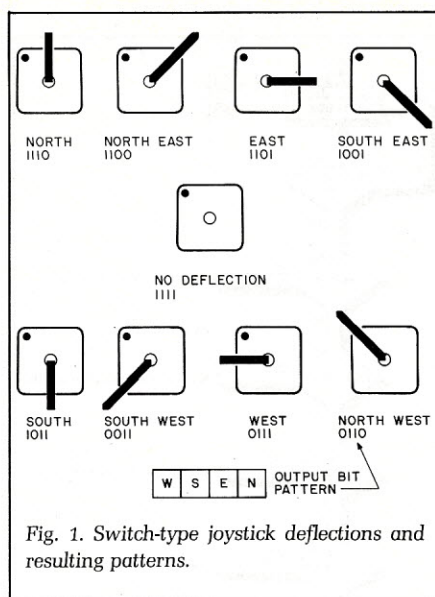 NORTH
1110
NORTH EAST
1100
EAST
1101
SOUTH EAST
1001
NO DEFLECTION
1111
SOUTH
1011
SOUTH WEST
0011
WEST
0111
NORTH WEST
0110
W S E N
OUTPUT BIT
PATTERN
Fig. 1. Switch-type joystick deflections and
resulting patterns.